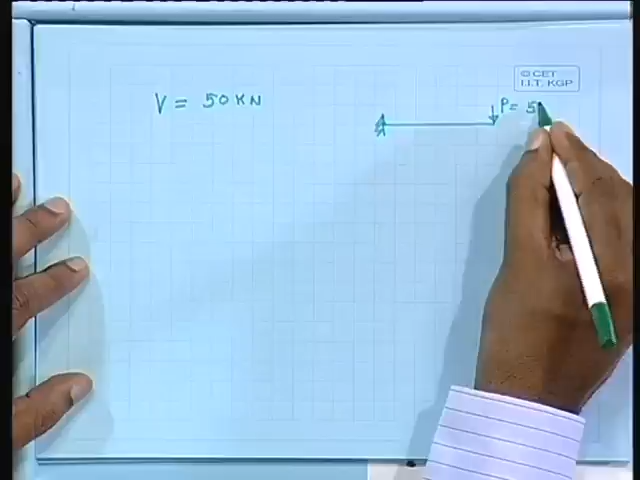 © CET
I.I.T. KGP
V = 50 KN
P = 5